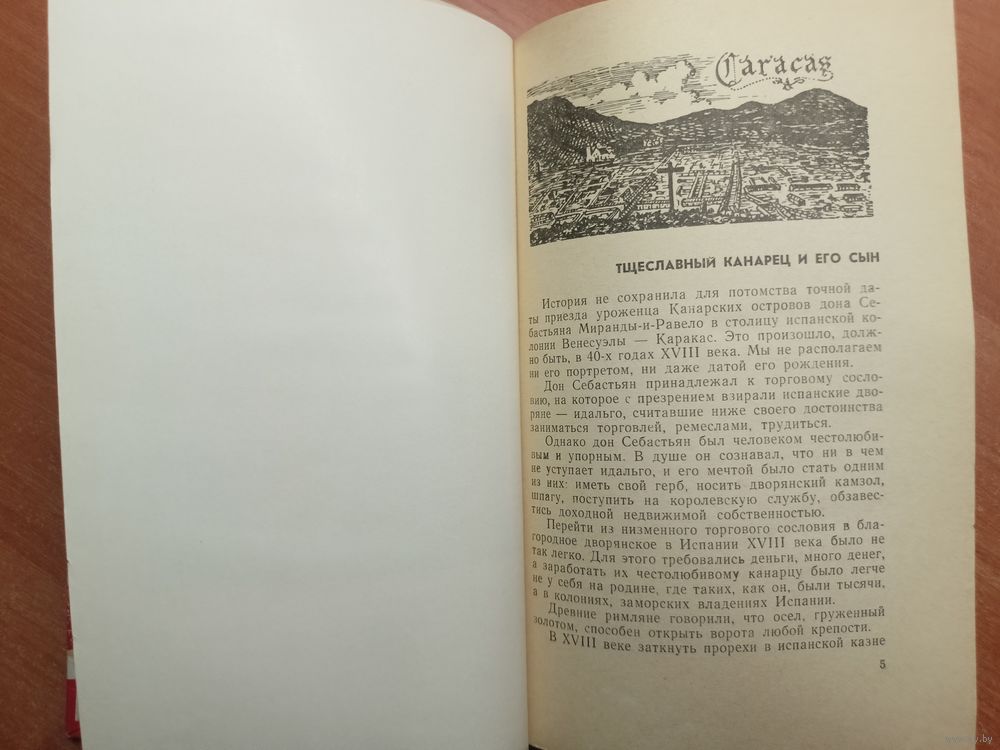 Caracas
ТЩЕСЛАВНЫЙ КАНАРЕЦ И ЕГО СЫН
История не сохранила для потомства точной да-
ты приезда уроженца Канарских островов дона Се-
бастьяна Миранды-и-Равело в столицу испанской ко-
лонии Венесуэлы — Каракас. Это произошло, долж-
но быть, в 40-х годах XVIII века. Мы не располагаем
ни его портретом, ни даже датой его рождения.
Дон Себастьян принадлежал к торговому сосло-
вию, на которое с презрением взирали испанские дво-
ряне — идальго, считавшие ниже своего достоинства
заниматься торговлей, ремеслами, трудиться.
Однако дон Себастьян был человеком честолюби-
вым и упорным. В душе он сознавал, что ни в чем
не уступает идальго, и его мечтой было стать одним
из них: иметь свой герб, носить дворянский камзол,
шпагу, поступить на королевскую службу, обзавес-
тись доходной недвижимой собственностью.
Перейти из низменного торгового сословия в бла-
городное дворянское в Испании XVIII века было не
так легко. Для этого требовались деньги, много денег,
а заработать их честолюбивому канарцу было легче
не у себя на родине, где таких, как он, были тысячи,
а в колониях, заморских владениях Испании.
Древние римляне говорили, что осел, груженный
золотом, способен открыть ворота любой крепости.
В XVIII веке заткнуть прорехи в испанской казне
5